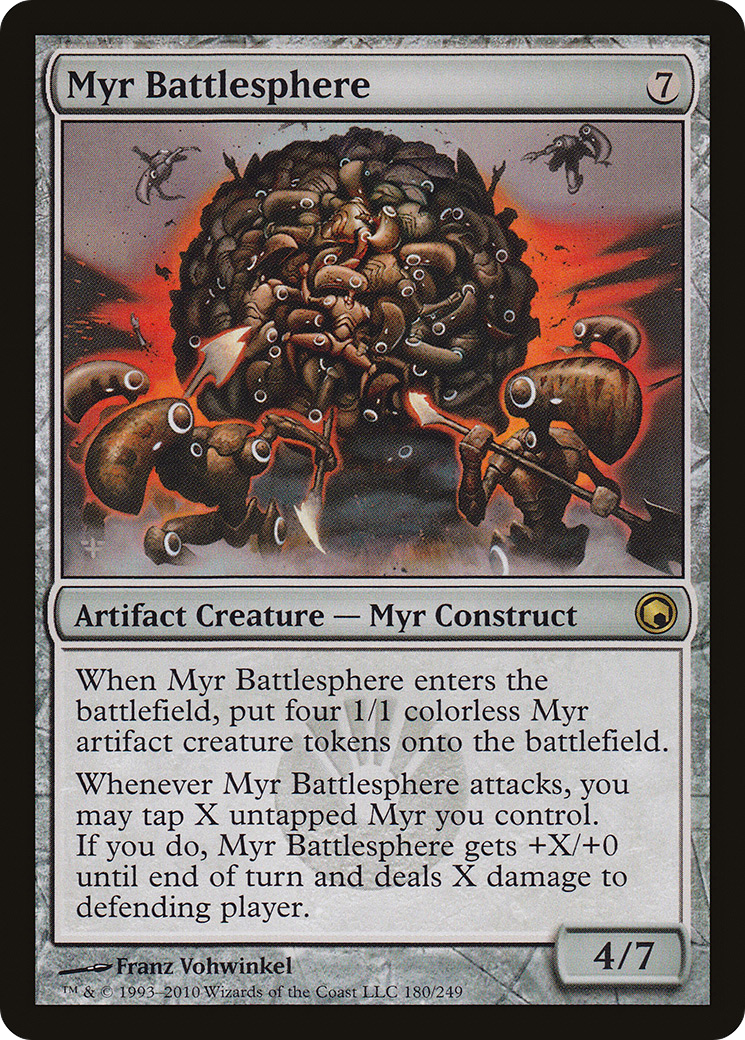 Myr Battlesphere 7
Artifact Creature — Myr Construct
When Myr Battlesphere enters the
battlefield, put four 1/1 colorless Myr
artifact creature tokens onto the battlefield.
Whenever Myr Battlesphere attacks, you
may tap X untapped Myr you control.
If you do, Myr Battlesphere gets +X/+0
until end of turn and deals X damage to
defending player.
4/7
Franz Vohwinkel
™ & © 1993–2010 Wizards of the Coast LLC 180/249